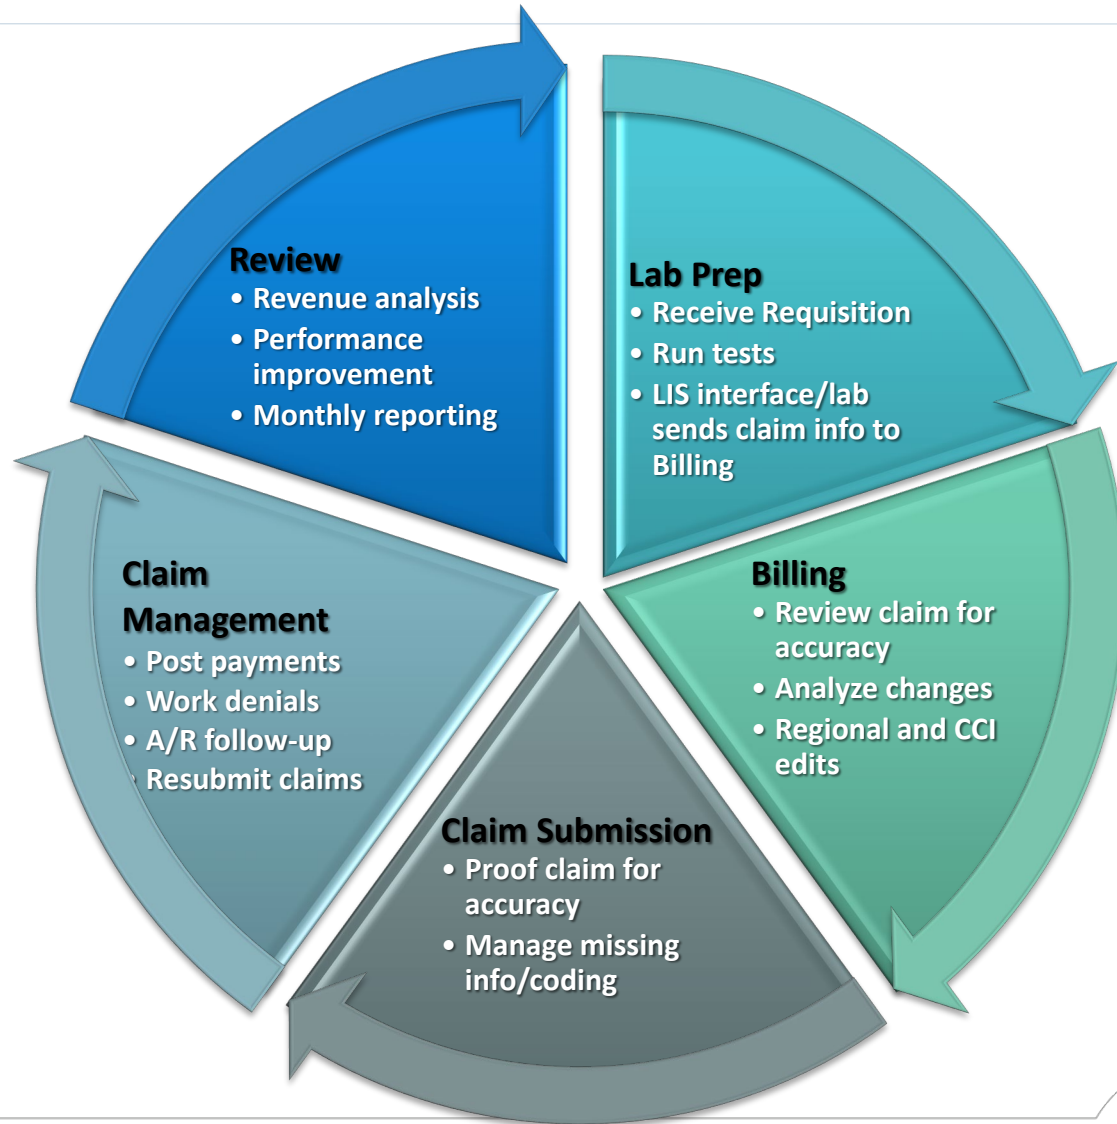 Review
• Revenue analysis
• Performance
improvement
• Monthly reporting
Lab Prep
• Receive Requisition
• Run tests
• LIS interface/lab
sends claim info to
Billing
Billing
• Review claim for
accuracy
• Analyze changes
• Regional and CCI
edits
Claim Submission
• Proof claim for
accuracy
• Manage missing
info/coding
Claim
Management
• Post payments
• Work denials
• A/R follow-up
• Resubmit claims